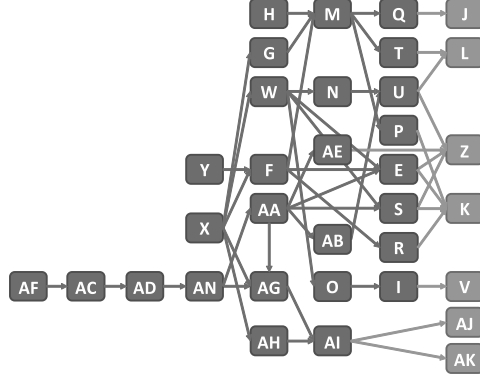 H M Q J
G T L
W N U
P
AE Z
Y F E
AA S K
X AB R
AF AC AD AN AG O I V
AJ
AH AI
AK